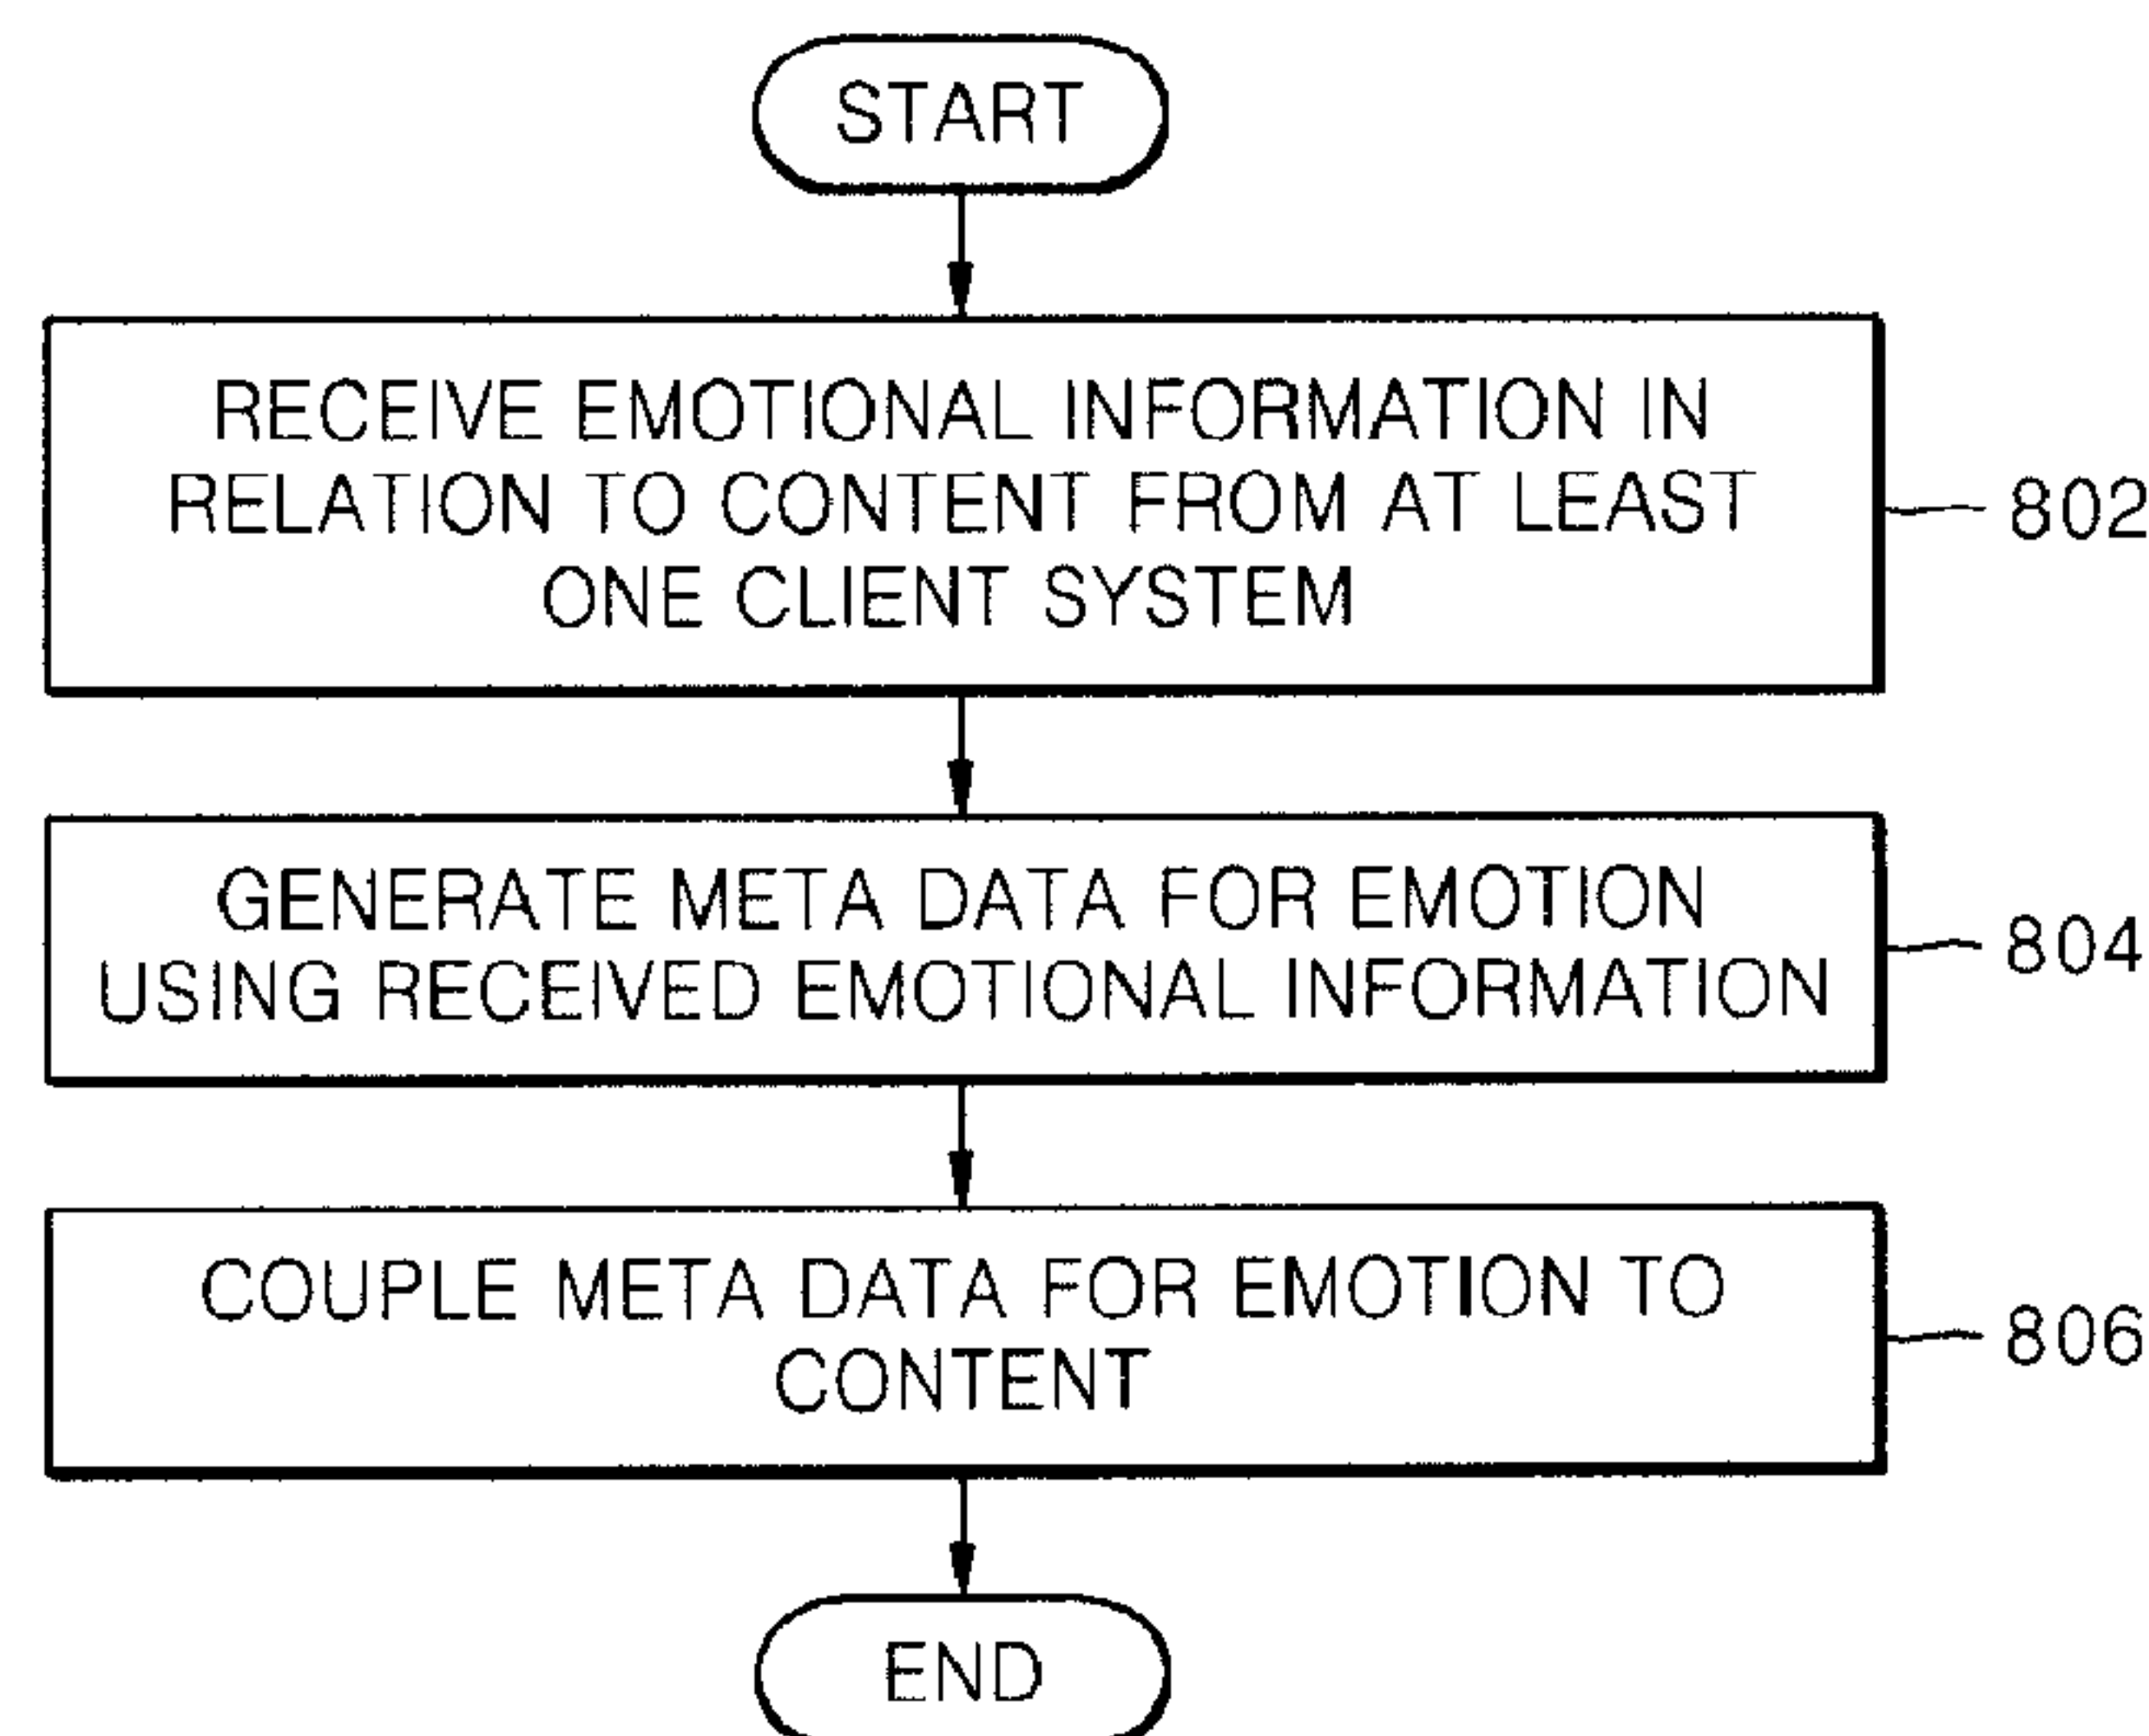 START
RECEIVE EMOTIONAL INFORMATION IN
RELATION TO CONTENT FROM AT LEAST
ONE CLIENT SYSTEM
802
GENERATE META DATA FOR EMOTION
USING RECEIVED EMOTIONAL INFORMATION
804
COUPLE META DATA FOR EMOTION TO
CONTENT
806
END